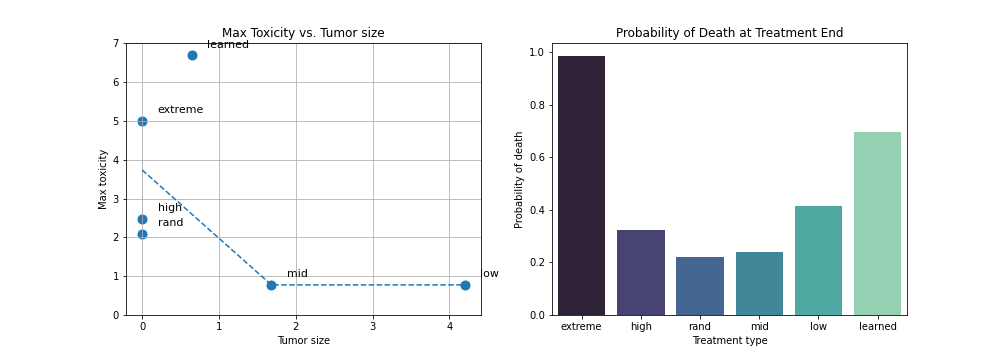 Max Toxicity vs. Tumor size
Max toxicity
7
6
5
4
3
2
1
0
learned
extreme
high
rand
mid
low
0
1
2
3
4
Tumor size
Probability of Death at Treatment End
Probability of death
1.0
0.8
0.6
0.4
0.2
0.0
extreme
high
rand
mid
low
learned
Treatment type